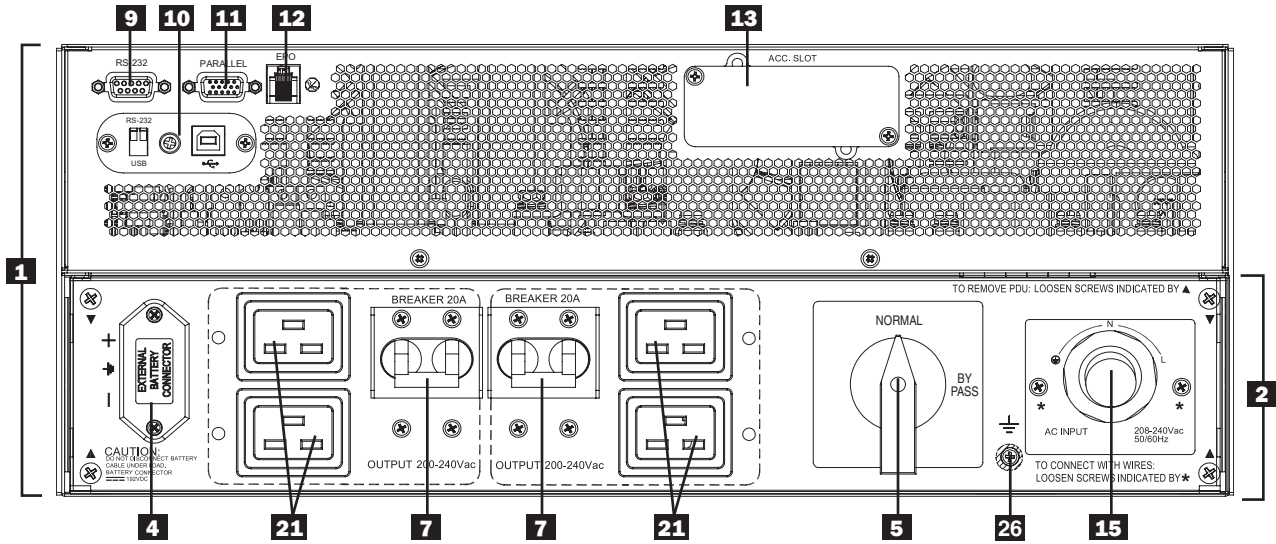 9 10 11 12 13
RS-232 PARALLEL EPO ACC. SLOT
RS-232
USB
1
2
TO REMOVE PDU: LOOSEN SCREWS INDICATED BY ▲
BREAKER 20A BREAKER 20A
NORMAL
BY
PASS
N
L
+
−
EXTERNAL
BATTERY
CONNECTOR
AC INPUT
208-240Vac
50/60Hz
* *
CAUTION:
DO NOT DISCONNECT BATTERY
CABLE UNDER LOAD.
BATTERY CONNECTOR
192VDC
OUTPUT 200-240Vac OUTPUT 200-240Vac
TO CONNECT WITH WIRES:
LOOSEN SCREWS INDICATED BY *
4 21 7 7 21 5 26 15